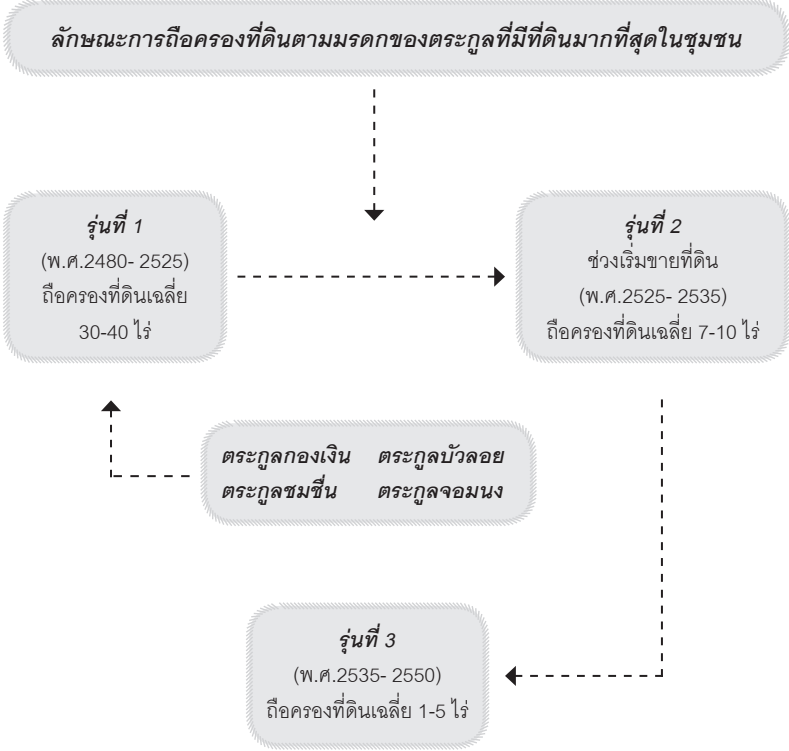 ลักษณะการถือครองที่ดินตามมรดกของตระกูลที่มีที่ดินมากที่สุดในชุมชน
รุ่นที่ 1
(พ.ศ.2480- 2525)
ถือครองที่ดินเฉลี่ย
30-40 ไร่
รุ่นที่ 2
ช่วงเริ่มขายที่ดิน
(พ.ศ.2525- 2535)
ถือครองที่ดินเฉลี่ย 7-10 ไร่
ตระกูลกองเงิน ตระกูลบัวลอย
ตระกูลชมชื่น ตระกูลจอมนง
รุ่นที่ 3
(พ.ศ.2535- 2550)
ถือครองที่ดินเฉลี่ย 1-5 ไร่